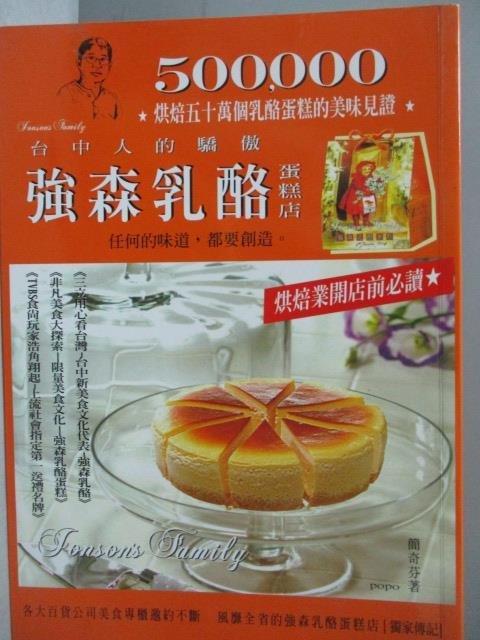 500,000
★ 烘焙五十萬個乳酪蛋糕的美味見證 ★
Jonson's Family
台中人的驕傲
強森乳酪蛋糕店
任何的味道，都要創造。
烘焙業開店前必讀★
《三立用心看台灣-台中新美食文化代表-強森乳酪》
《非凡美食大探索—限量美食文化—強森乳酪蛋糕》
《TVBS食尚玩家浩角翔起—上流社會指定第一送禮名牌》
Jonson's Family
簡奇芬 著
popo
各大百貨公司美食專櫃邀約不斷 風靡全省的強森乳酪蛋糕店|獨家傳記